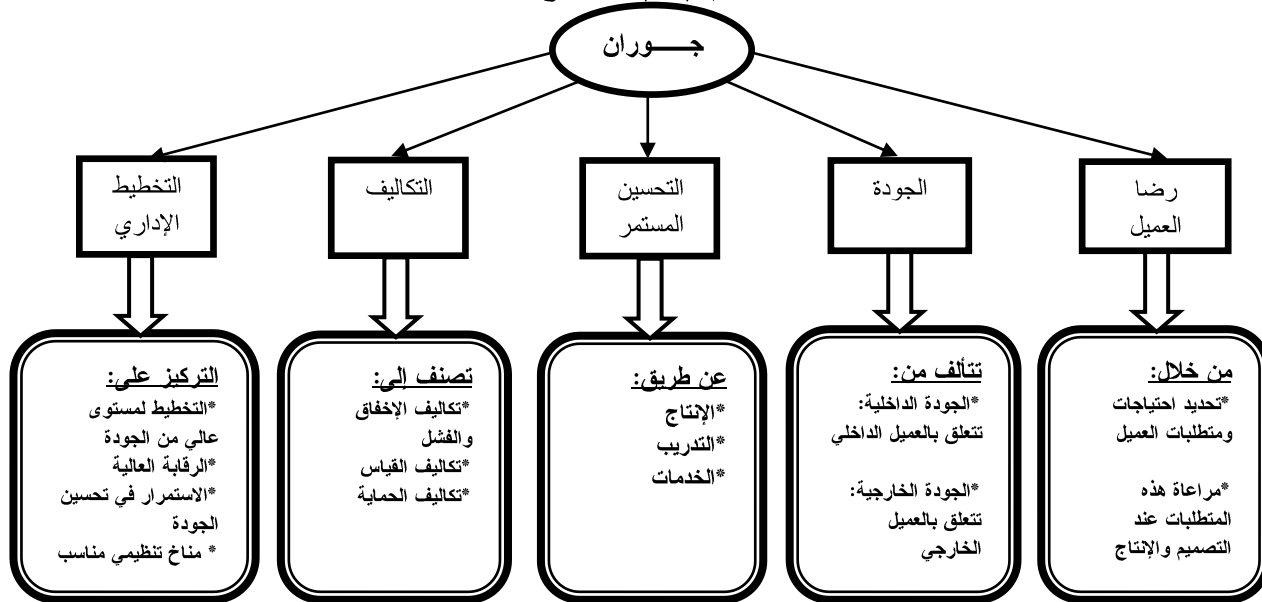 جـــوران
رضا
العميل
الجودة
التحسين
المستمر
التكاليف
التخطيط
الإداري
من خلال:
*تحديد احتياجات
ومتطلبات العميل
*مراعاة هذه
المتطلبات عند
التصميم والإنتاج
تتألف من:
*الجودة الداخلية:
تتعلق بالعميل الداخلي
*الجودة الخارجية:
تتعلق بالعميل
الخارجي
عن طريق:
*الإنتاج
*التدريب
*الخدمات
تصنف إلى:
*تكاليف الإخفاق
والفشل
*تكاليف القياس
*تكاليف الحماية
التركيز على:
*التخطيط لمستوى
عالي من الجودة
*الرقابة العالية
*الاستمرار في تحسين
الجودة
* مناخ تنظيمي مناسب